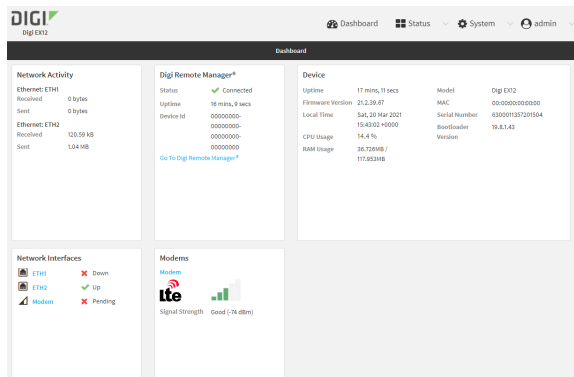 DIGI
Digi EX12
Dashboard
Status
System
admin
Dashboard
Network Activity
Ethernet: ETH1
Received 0 bytes
Sent 0 bytes
Ethernet: ETH2
Received 120.59 kB
Sent 1.04 MB
Digi Remote Manager®
Status Connected
Uptime 16 mins, 9 secs
Device Id 00000000-
00000000-
00000000-
00000000
Go To Digi Remote Manager®
Device
Uptime 17 mins, 11 secs
Firmware Version 21.2.39.67
Local Time Sat, 20 Mar 2021
15:43:02 +0000
CPU Usage 14.4 %
RAM Usage 36.726MB /
117.953MB
Model Digi EX12
MAC 00:00:00:00:00:00
Serial Number 6300011357201504
Bootloader 19.8.1.43
Version
Network Interfaces
ETH1 Down
ETH2 Up
Modem Pending
Modems
Modem
lte
Signal Strength Good (-74 dBm)